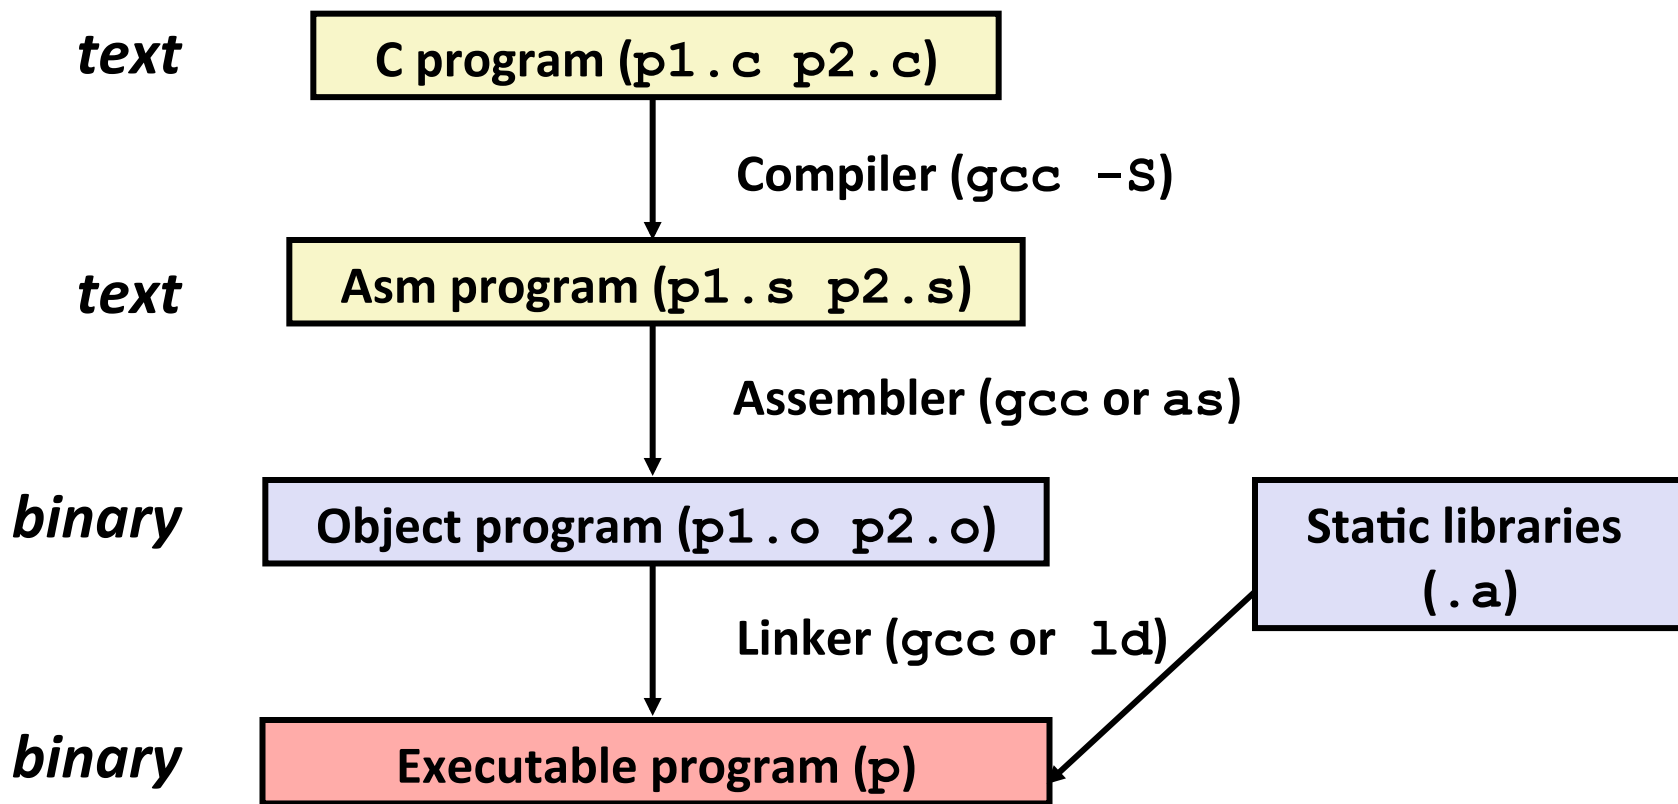 text
C program (p1.c p2.c)
Compiler (gcc -S)
text
Asm program (p1.s p2.s)
Assembler (gcc or as)
binary
Object program (p1.o p2.o)
Static libraries
(.a)
Linker (gcc or ld)
binary
Executable program (p)